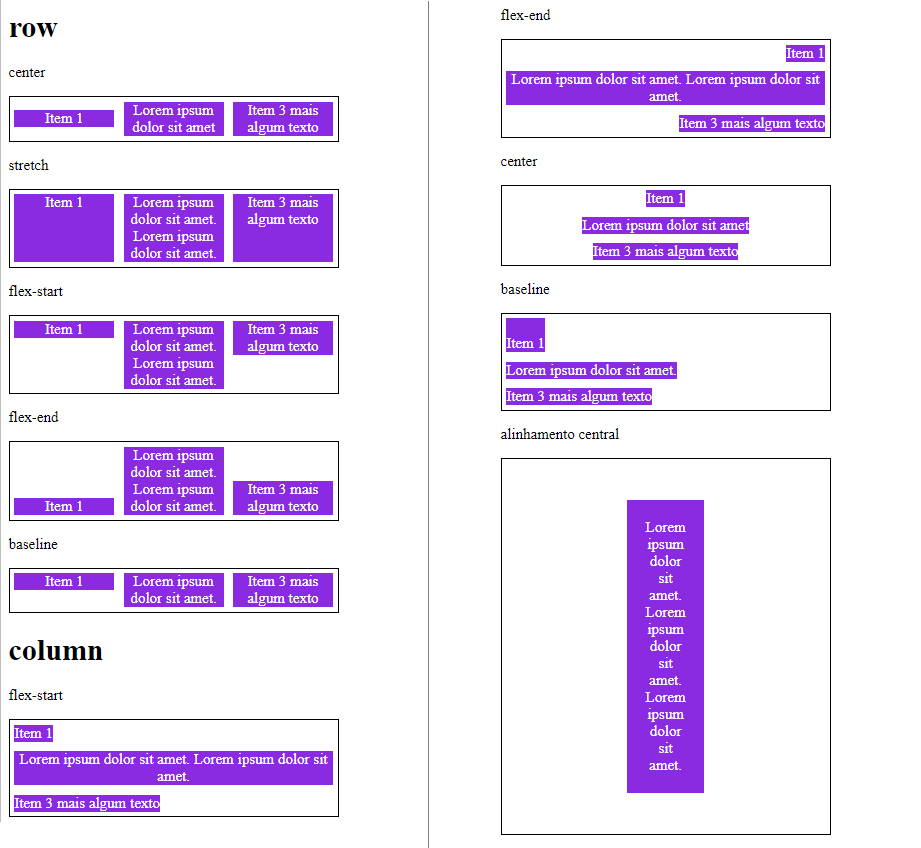 row
center
Item 1
Lorem ipsum
dolor sit amet
Item 3 mais
algum texto
stretch
Item 1
Lorem ipsum
dolor sit amet.
Lorem ipsum
dolor sit amet.
Item 3 mais
algum texto
flex-start
Item 1
Lorem ipsum
dolor sit amet.
Lorem ipsum
dolor sit amet.
Item 3 mais
algum texto
flex-end
Item 1
Lorem ipsum
dolor sit amet.
Lorem ipsum
dolor sit amet.
Item 3 mais
algum texto
baseline
Item 1
Lorem ipsum
dolor sit amet.
Item 3 mais
algum texto
column
flex-start
Item 1
Lorem ipsum dolor sit amet. Lorem ipsum dolor sit
amet.
Item 3 mais algum texto
flex-end
Item 1
Lorem ipsum dolor sit amet. Lorem ipsum dolor sit
amet.
Item 3 mais algum texto
center
Item 1
Lorem ipsum dolor sit amet
Item 3 mais algum texto
baseline
Item 1
Lorem ipsum dolor sit amet.
Item 3 mais algum texto
alinhamento central
Lorem
ipsum
dolor
sit
amet.
Lorem
ipsum
dolor
sit
amet.
Lorem
ipsum
dolor
sit
amet.